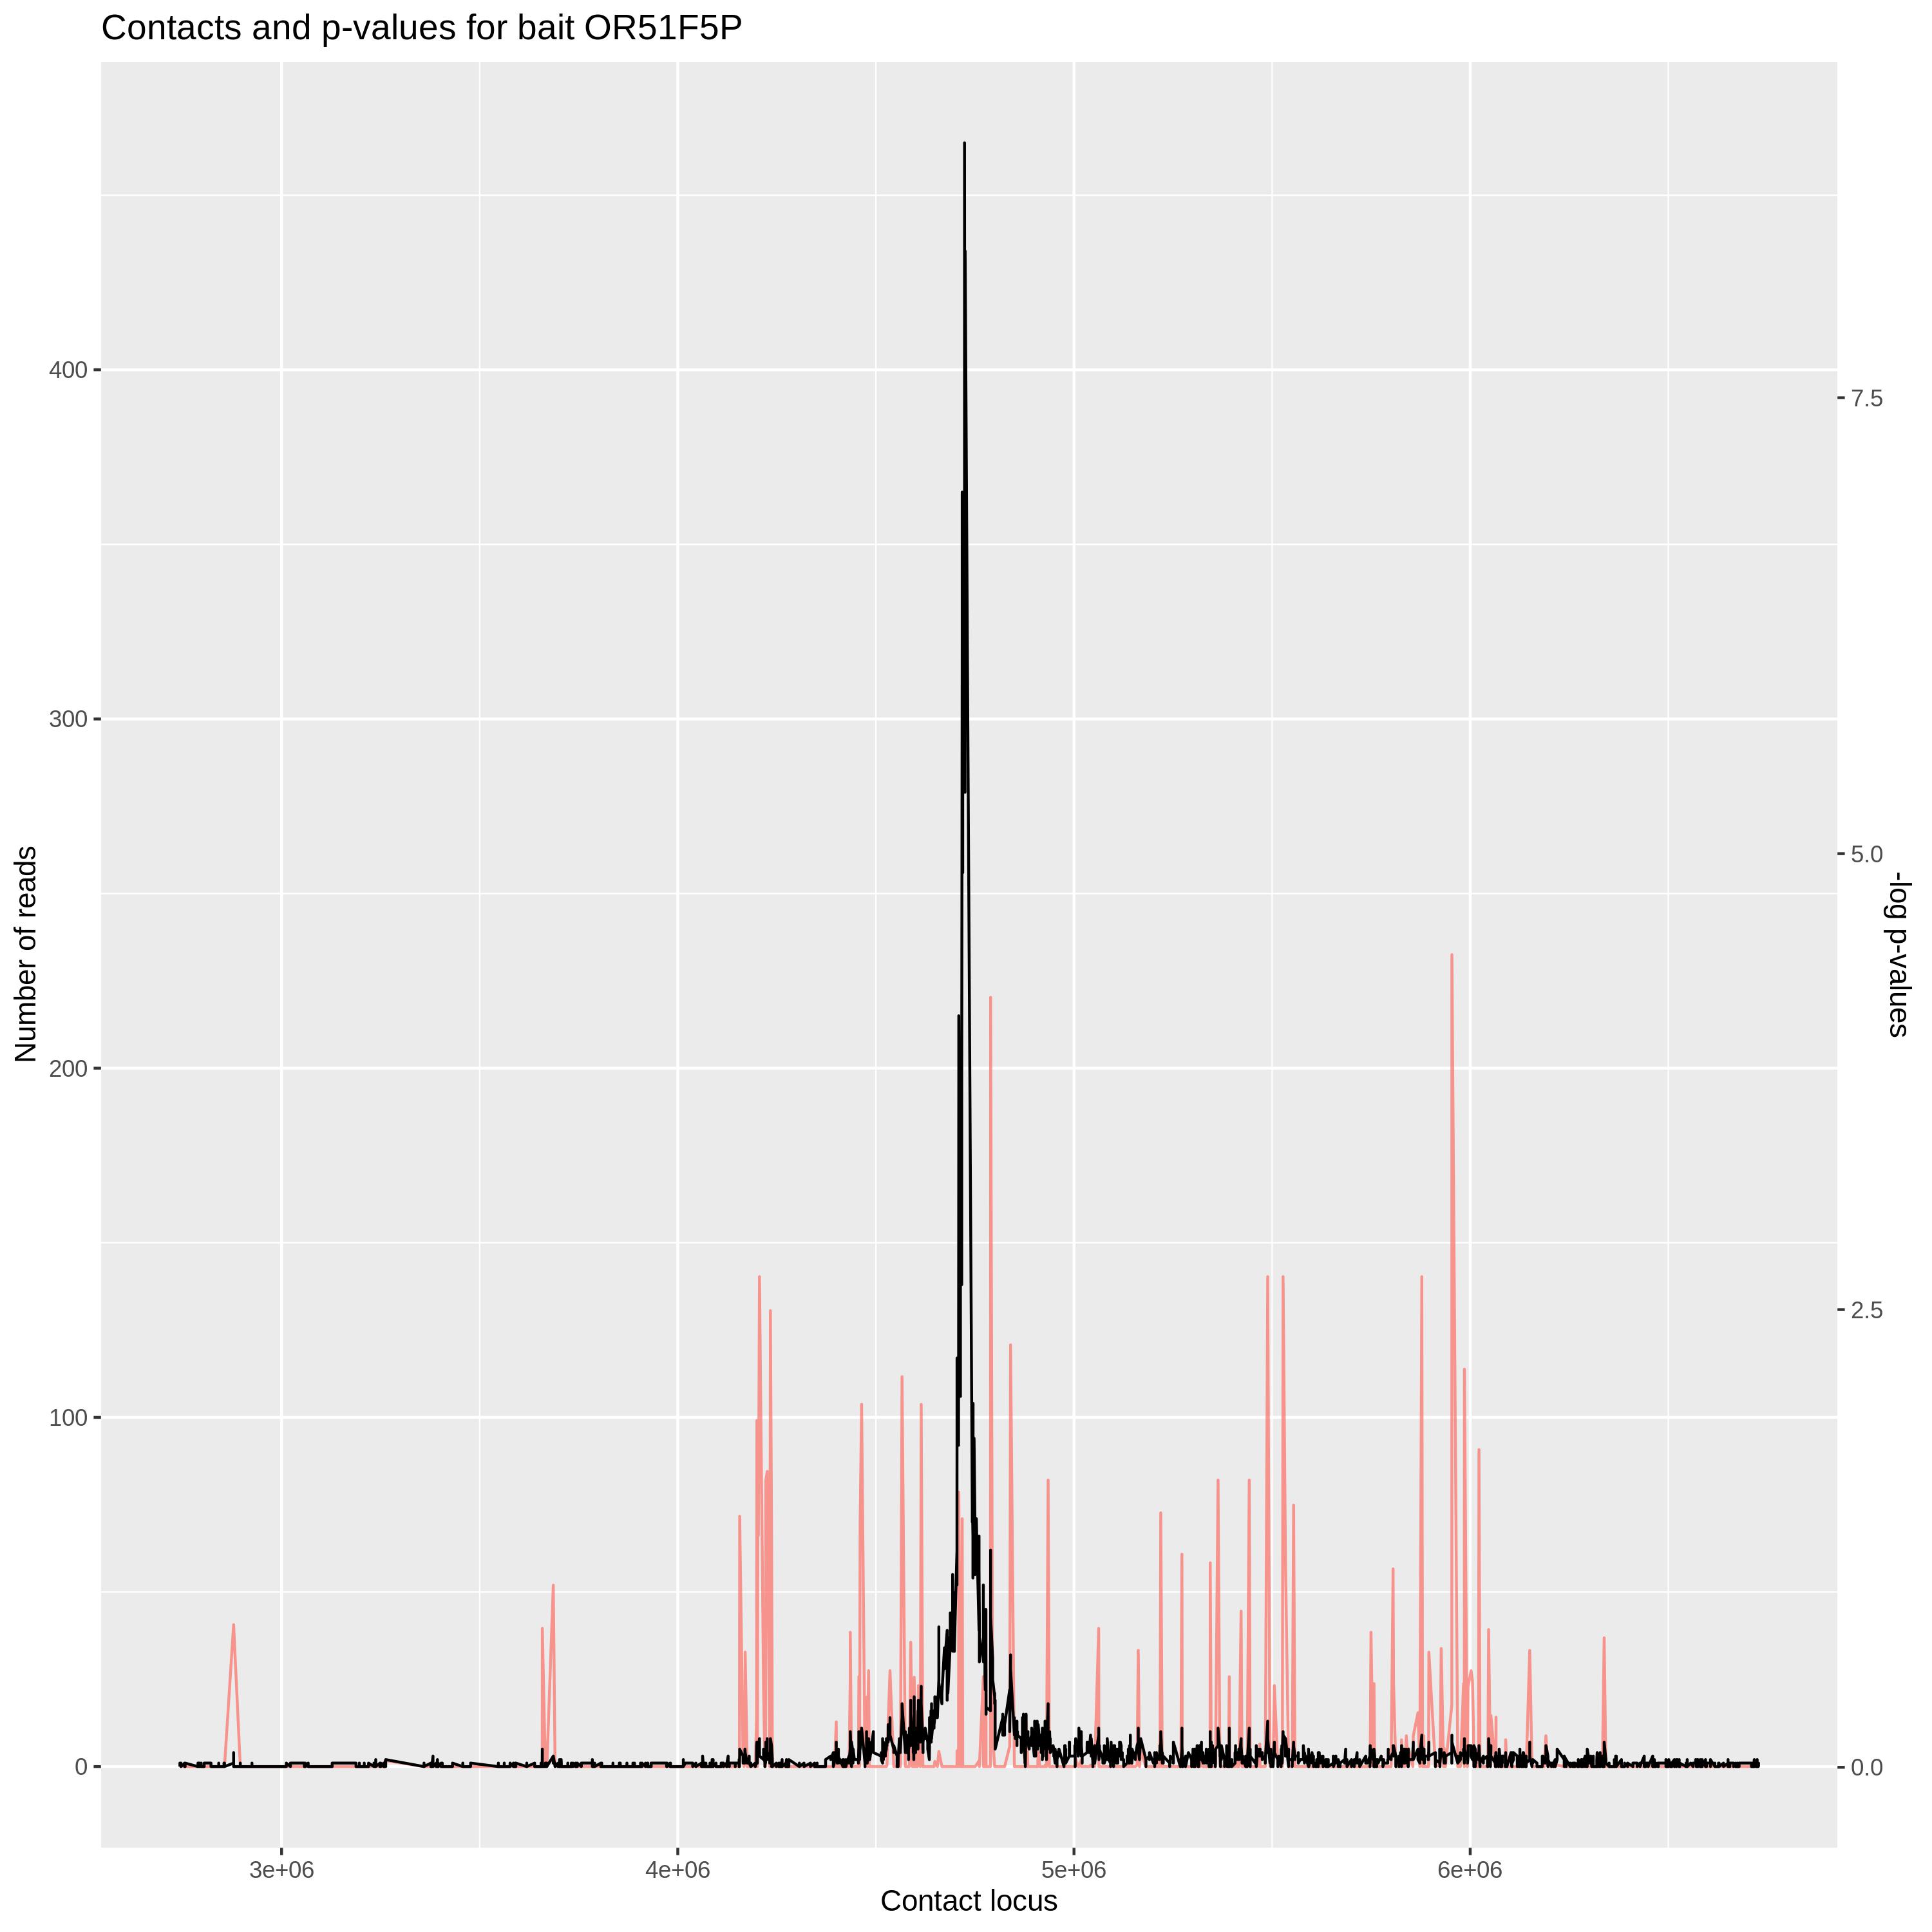 Contacts and p-values for bait OR51F5P
400
300
200
100
0
7.5
5.0
2.5
0.0
Number of reads
-log p-values
3e+06
4e+06
5e+06
6e+06
Contact locus